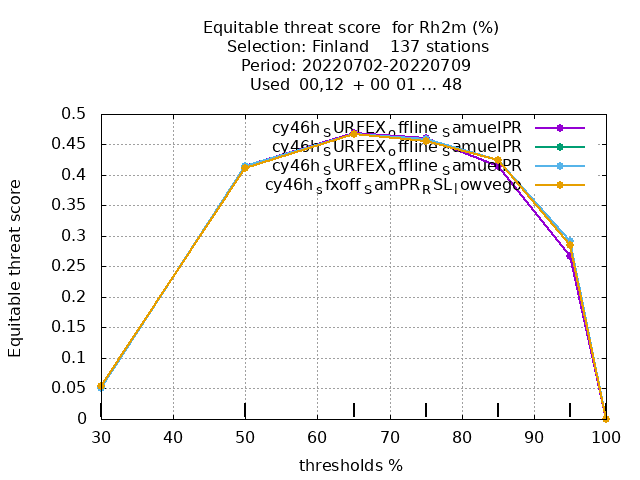 Equitable threat score for Rh2m (%)
Selection: Finland 137 stations
Period: 20220702-20220709
Used 00,12 + 00 01 ... 48
cy46h_SURFEX_offline_SamuelPR
cy46h_SURFEX_offline_SamuelPR
cy46h_SURFEX_offline_SamuelPR
cy46h_sfxoff_SamPR_RSL_lowvego
Equitable threat score
0.5
0.45
0.4
0.35
0.3
0.25
0.2
0.15
0.1
0.05
0
30 40 50 60 70 80 90 100
thresholds %